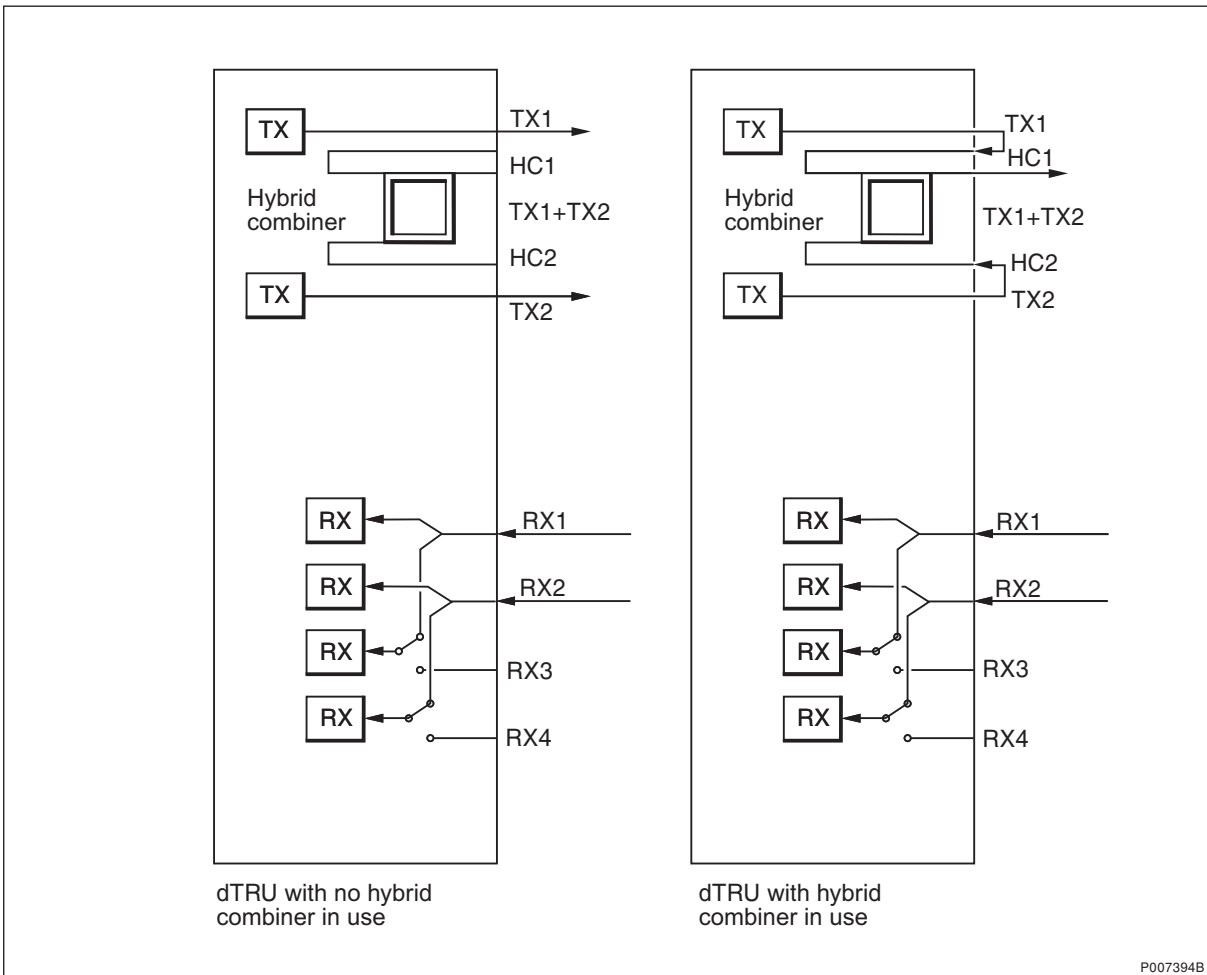 TX
TX1
HC1
Hybrid
combiner
TX1+TX2
HC2
TX
TX2
RX
RX1
RX
RX2
RX
RX3
RX
RX4
dTRU with no hybrid
combiner in use
TX
TX1
HC1
Hybrid
combiner
TX1+TX2
HC2
TX
TX2
RX
RX1
RX
RX2
RX
RX3
RX
RX4
dTRU with hybrid
combiner in use
P007394B